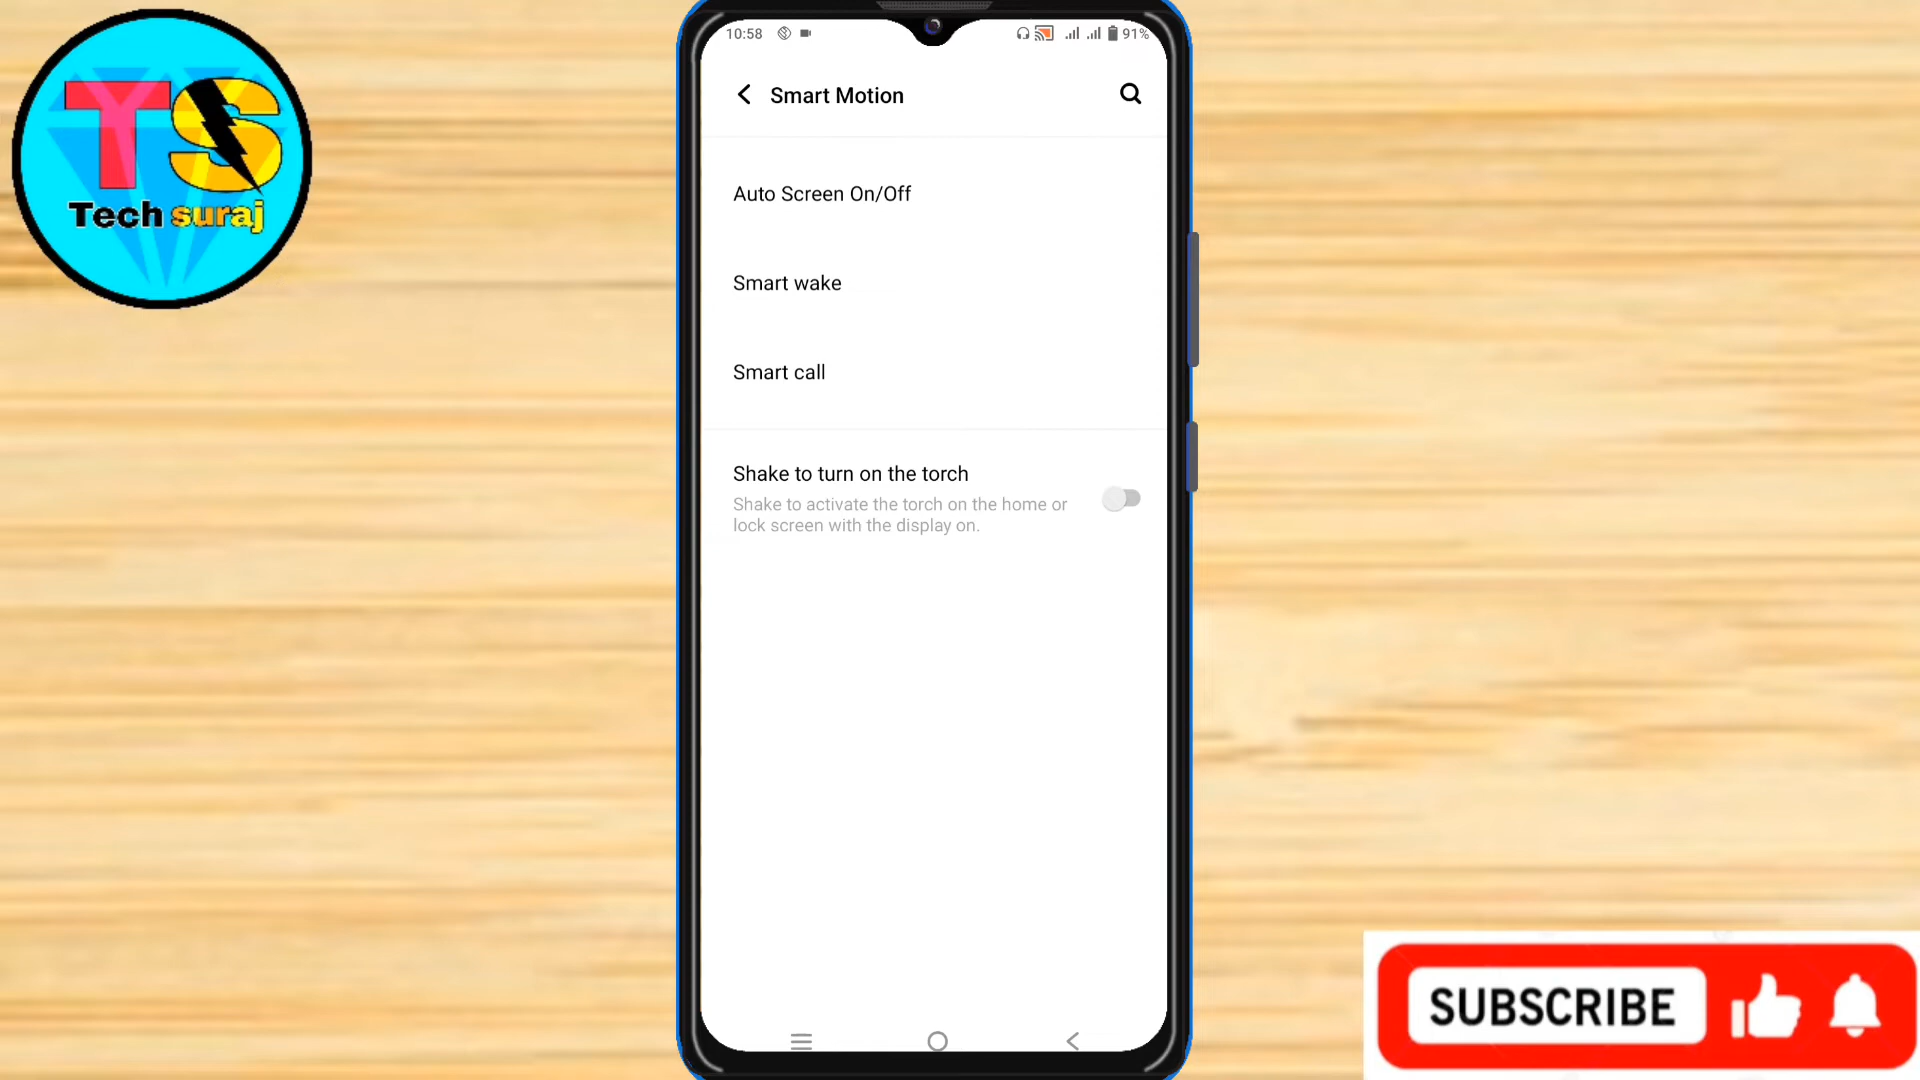 TS
Tech suraj
10:58
91%
Smart Motion
Auto Screen On/Off
Smart wake
Smart call
Shake to turn on the torch
Shake to activate the torch on the home or
lock screen with the display on.
SUBSCRIBE